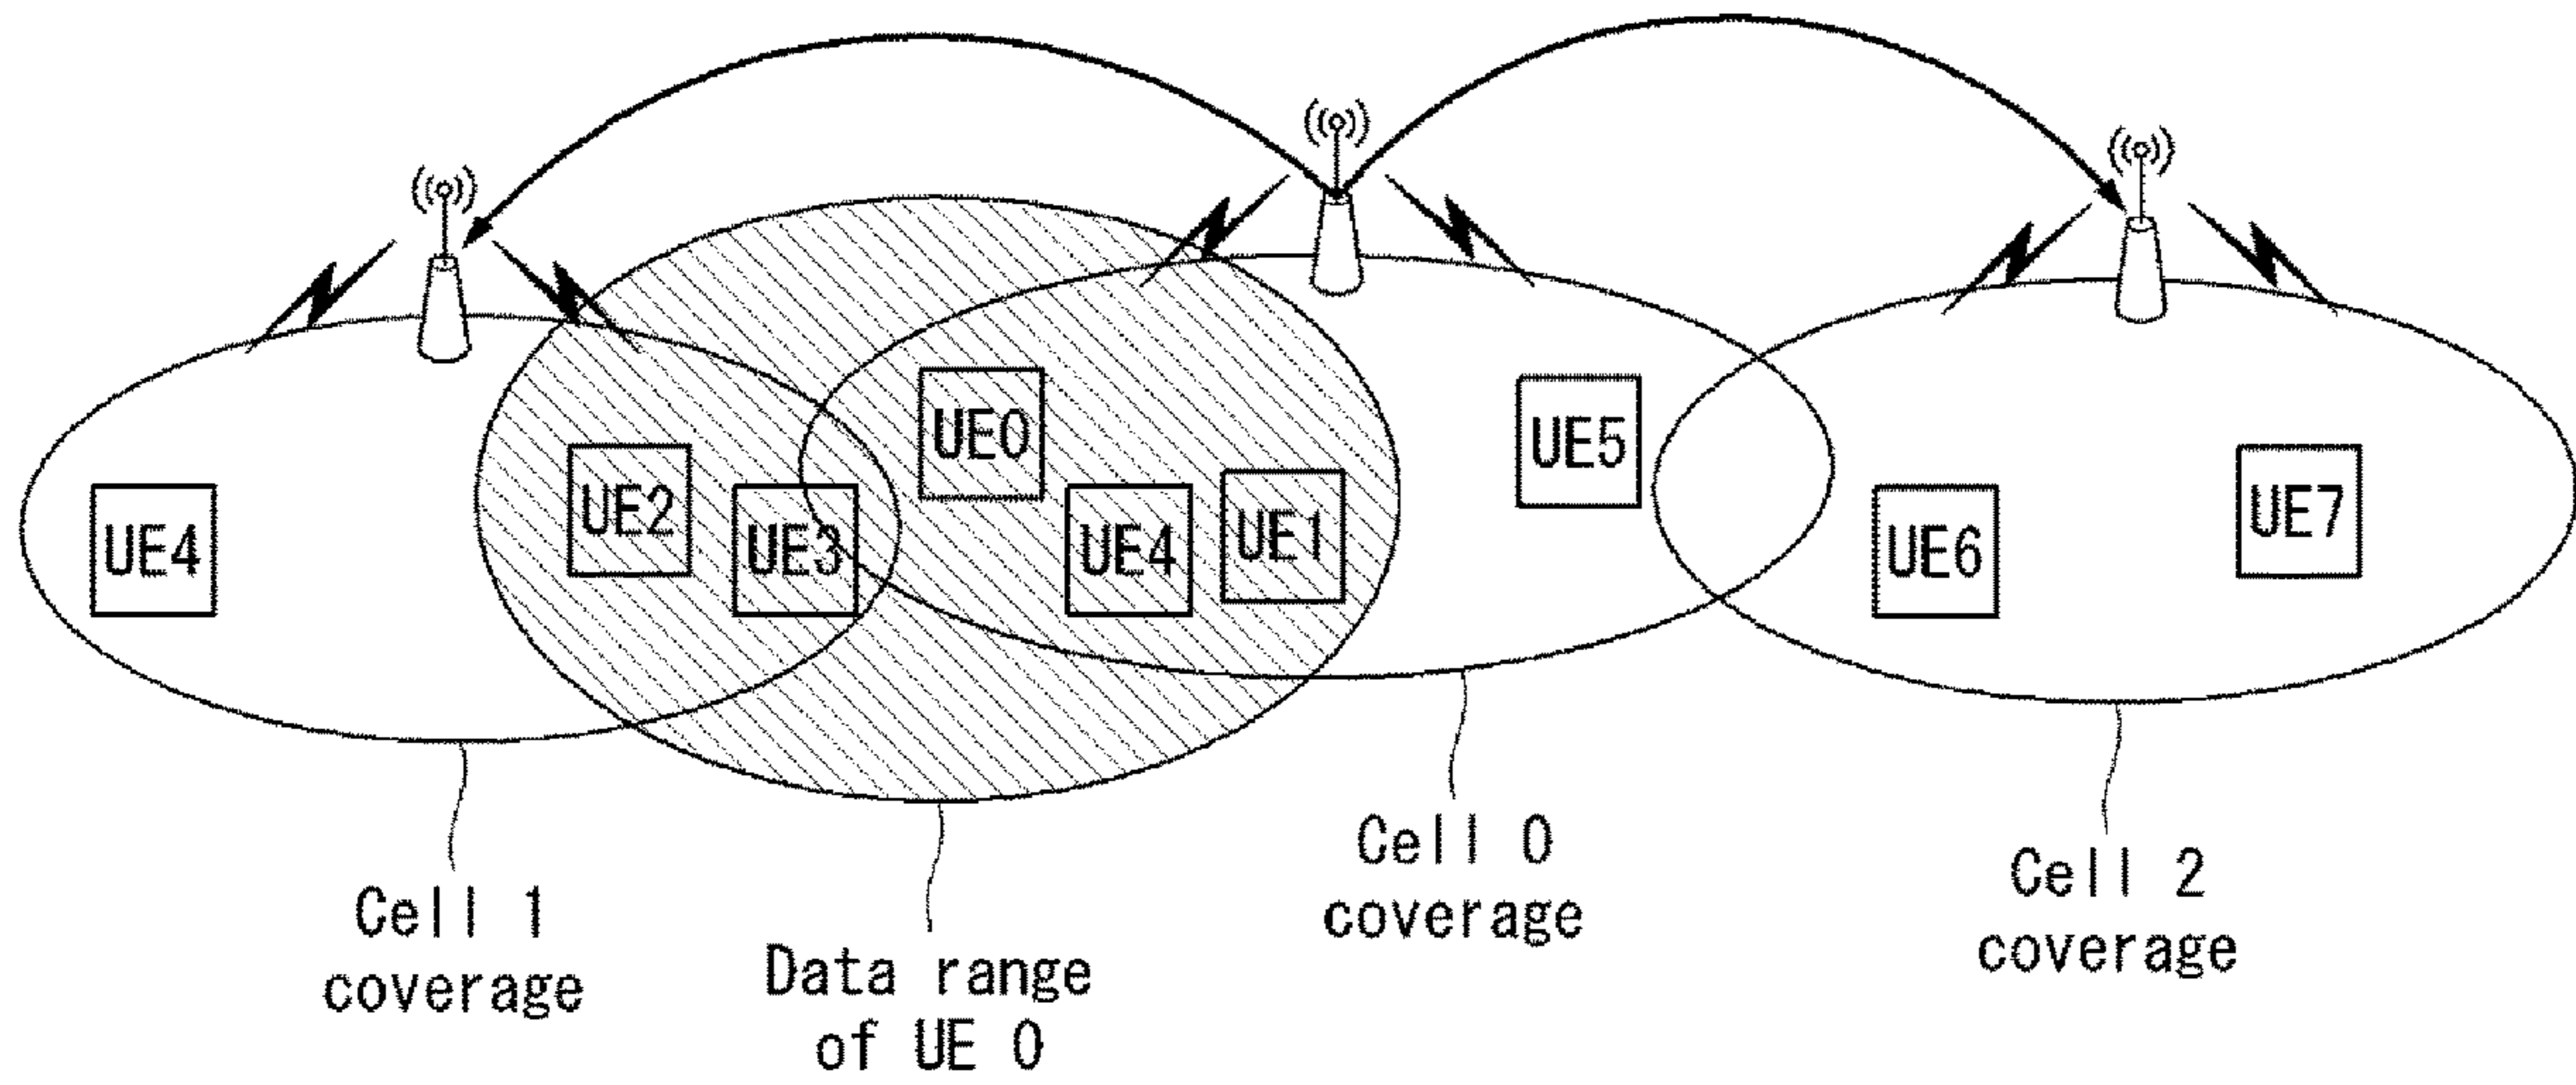 UE4
UE2
UE3
UE0
UE4
UE1
UE5
UE6
UE7
Cell 1
coverage
Data range
of UE 0
Cell 0
coverage
Cell 2
coverage